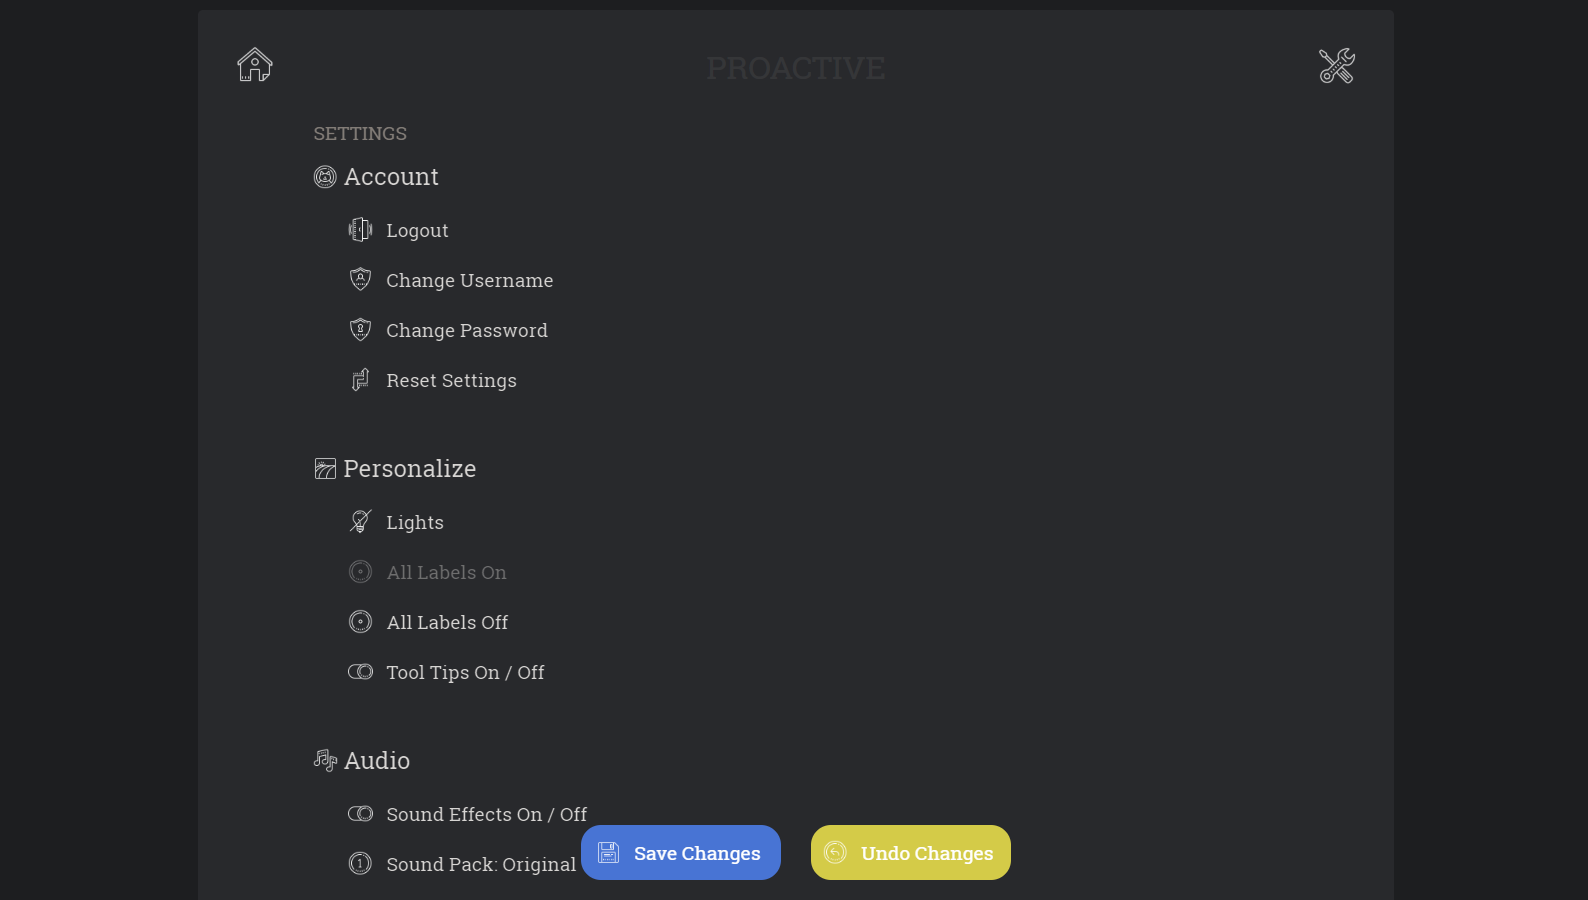 PROACTIVE
SETTINGS
Account
Logout
Change Username
Change Password
Reset Settings
Personalize
Lights
All Labels On
All Labels Off
Tool Tips On / Off
Audio
Sound Effects On / Off
Sound Pack: Original
Save Changes
Undo Changes